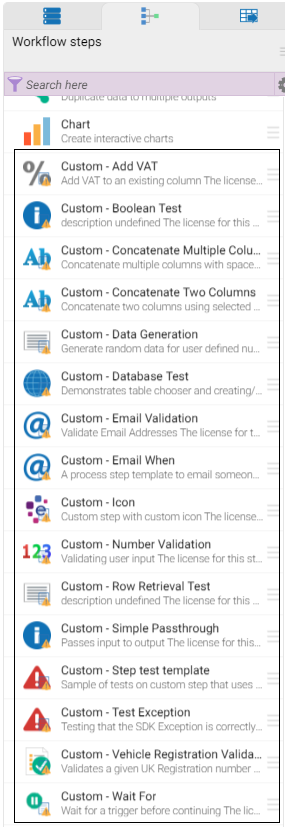 Workflow steps
Search here
Duplicate data to multiple outputs
Chart
Create interactive charts
Custom - Add VAT
Add VAT to an existing column The license...
Custom - Boolean Test
description undefined The license for this ...
Custom - Concatenate Multiple Colu...
Concatenate multiple columns with space...
Custom - Concatenate Two Columns
Concatenate two columns using selected ...
Custom - Data Generation
Generate random data for user defined nu...
Custom - Database Test
Demonstrates table chooser and creating/...
Custom - Email Validation
Validate Email Addresses The license for t...
Custom - Email When
A process step template to email someon...
Custom - Icon
Custom step with custom icon The license...
Custom - Number Validation
Validating user input The license for this st...
Custom - Row Retrieval Test
description undefined The license for this ...
Custom - Simple Passthrough
Passes input to output The license for this...
Custom - Step test template
Sample of tests on custom step that uses ...
Custom - Test Exception
Testing that the SDK Exception is correctly...
Custom - Vehicle Registration Valida...
Validates a given UK Registration number ...
Custom - Wait For
Wait for a trigger before continuing The lic...